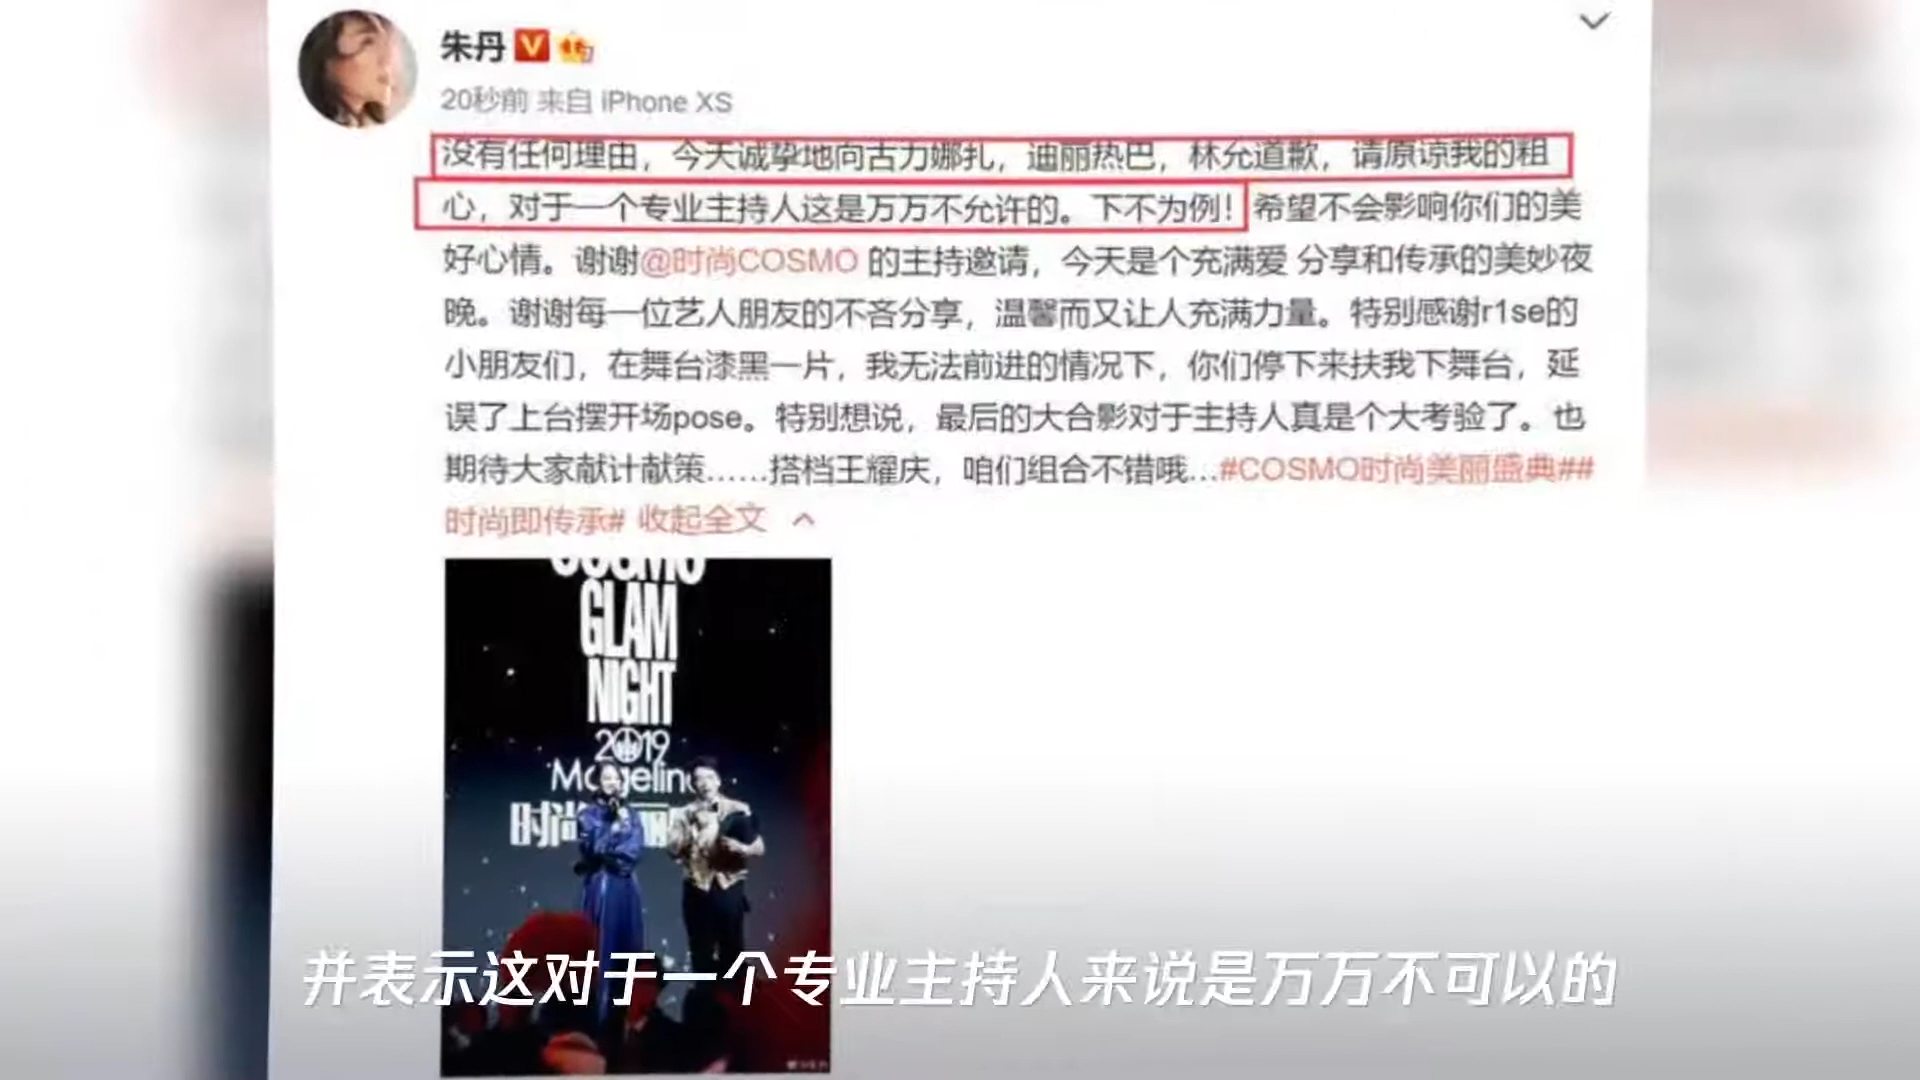 朱丹
20秒前 来自 iPhone XS
没有任何理由，今天诚挚地向古力娜扎，迪丽热巴，林允道歉，请原谅我的粗
心，对于一个专业主持人这是万万不允许的。下不为例！希望不会影响你们的美
好心情。谢谢@时尚COSMO 的主持邀请，今天是个充满爱 分享和传承的美妙夜
晚。谢谢每一位艺人朋友的不吝分享，温馨而又让人充满力量。特别感谢r1se的
小朋友们，在舞台漆黑一片，我无法前进的情况下，你们停下来扶我下舞台，延
误了上台摆开场pose。特别想说，最后的大合影对于主持人真是个大考验了。也
期待大家献计献策……搭档王耀庆，咱们组合不错哦...#COSMO时尚美丽盛典##
时尚即传承# 收起全文
COSMO
GLAM
NIGHT
2019
时尚
并表示这对于一个专业主持人来说是万万不可以的